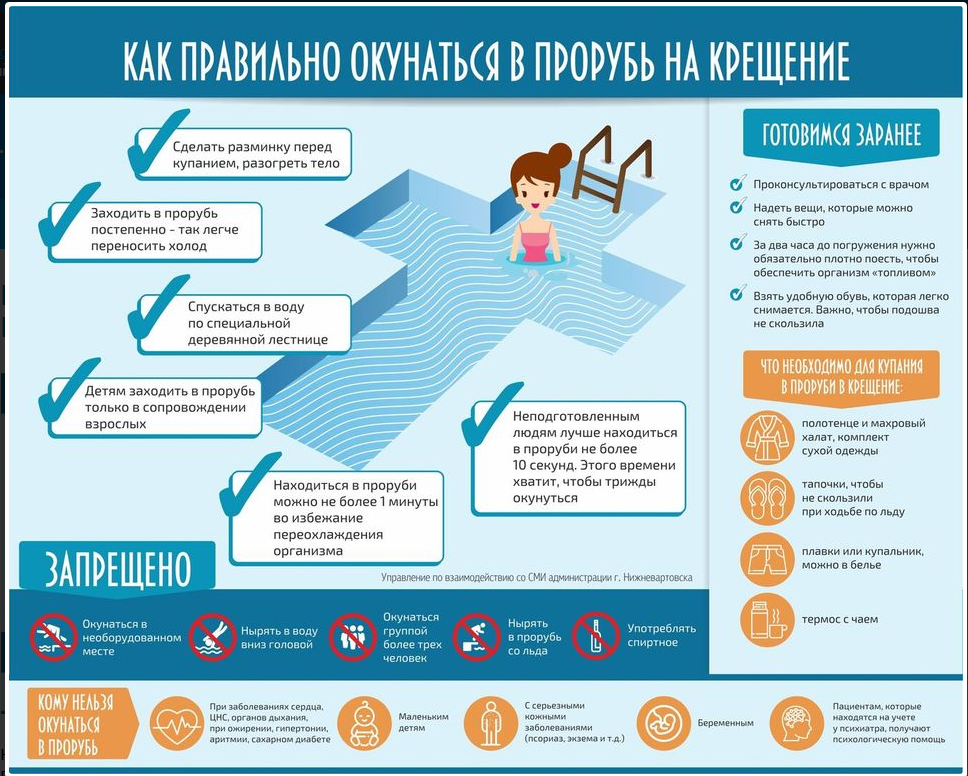 КАК ПРАВИЛЬНО ОКУНАТЬСЯ В ПРОРУБЬ НА КРЕЩЕНИЕ
Сделать разминку перед
купанием, разогреть тело
Заходить в прорубь
постепенно - так легче
переносить холод
Спускаться в воду
по специальной
деревянной лестнице
Детям заходить в прорубь
только в сопровождении
взрослых
Находиться в проруби
можно не более 1 минуты
во избежание
переохлаждения
организма
Неподготовленным
людям лучше находиться
в проруби не более
10 секунд. Этого времени
хватит, чтобы трижды
окунуться
Управление по взаимодействию со СМИ администрации г. Нижневартовска
ГОТОВИМСЯ ЗАРАНЕЕ
Проконсультироваться с врачом
Надеть вещи, которые можно
снять быстро
За два часа до погружения нужно
обязательно плотно поесть, чтобы
обеспечить организм «топливом»
Взять удобную обувь, которая легко
снимается. Важно, чтобы подошва
не скользила
ЧТО НЕОБХОДИМО ДЛЯ КУПАНИЯ
В ПРОРУБИ В КРЕЩЕНИЕ:
полотенце и махровый
халат, комплект
сухой одежды
тапочки, чтобы
не скользили
при ходьбе по льду
плавки или купальник,
можно в белье
термос с чаем
ЗАПРЕЩЕНО
Окунаться в
необорудованном
месте
Нырять в воду
вниз головой
Окунаться
группой
более трех
человек
Нырять
в прорубь
со льда
Употреблять
спиртное
КОМУ НЕЛЬЗЯ
ОКУНАТЬСЯ
В ПРОРУБЬ
При заболеваниях сердца,
ЦНС, органов дыхания,
при ожирении, гипертонии,
аритмии, сахарном диабете
Маленьким
детям
С серьезными
кожными
заболеваниями
(псориаз, экзема и т.д.)
Беременным
Пациентам, которые
находятся на учете
у психиатра, получают
психологическую помощь